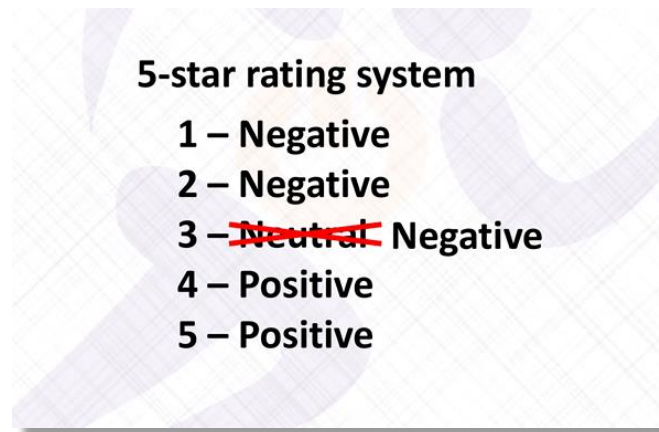 5-star rating system
1 – Negative
2 – Negative
3 – Neutral Negative
4 – Positive
5 – Positive